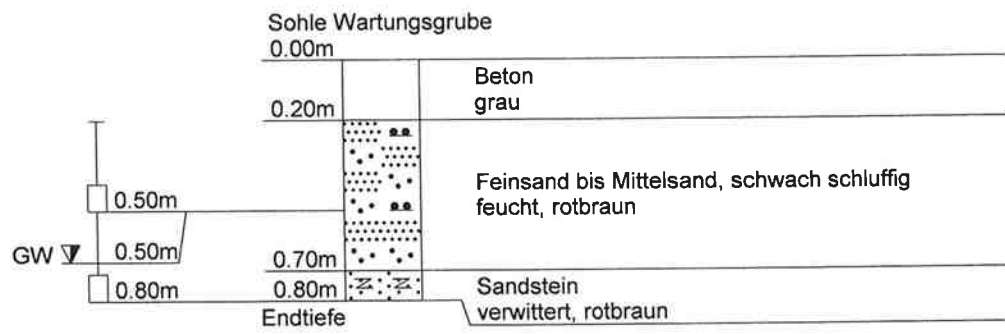 Sohle Wartungsgrube
0.00m
Beton
grau
0.20m
Feinsand bis Mittelsand, schwach schluffig
feucht, rotbraun
0.50m
GW 0.50m
0.70m
0.80m
0.80m
Sandstein
verwittert, rotbraun
Endtiefe